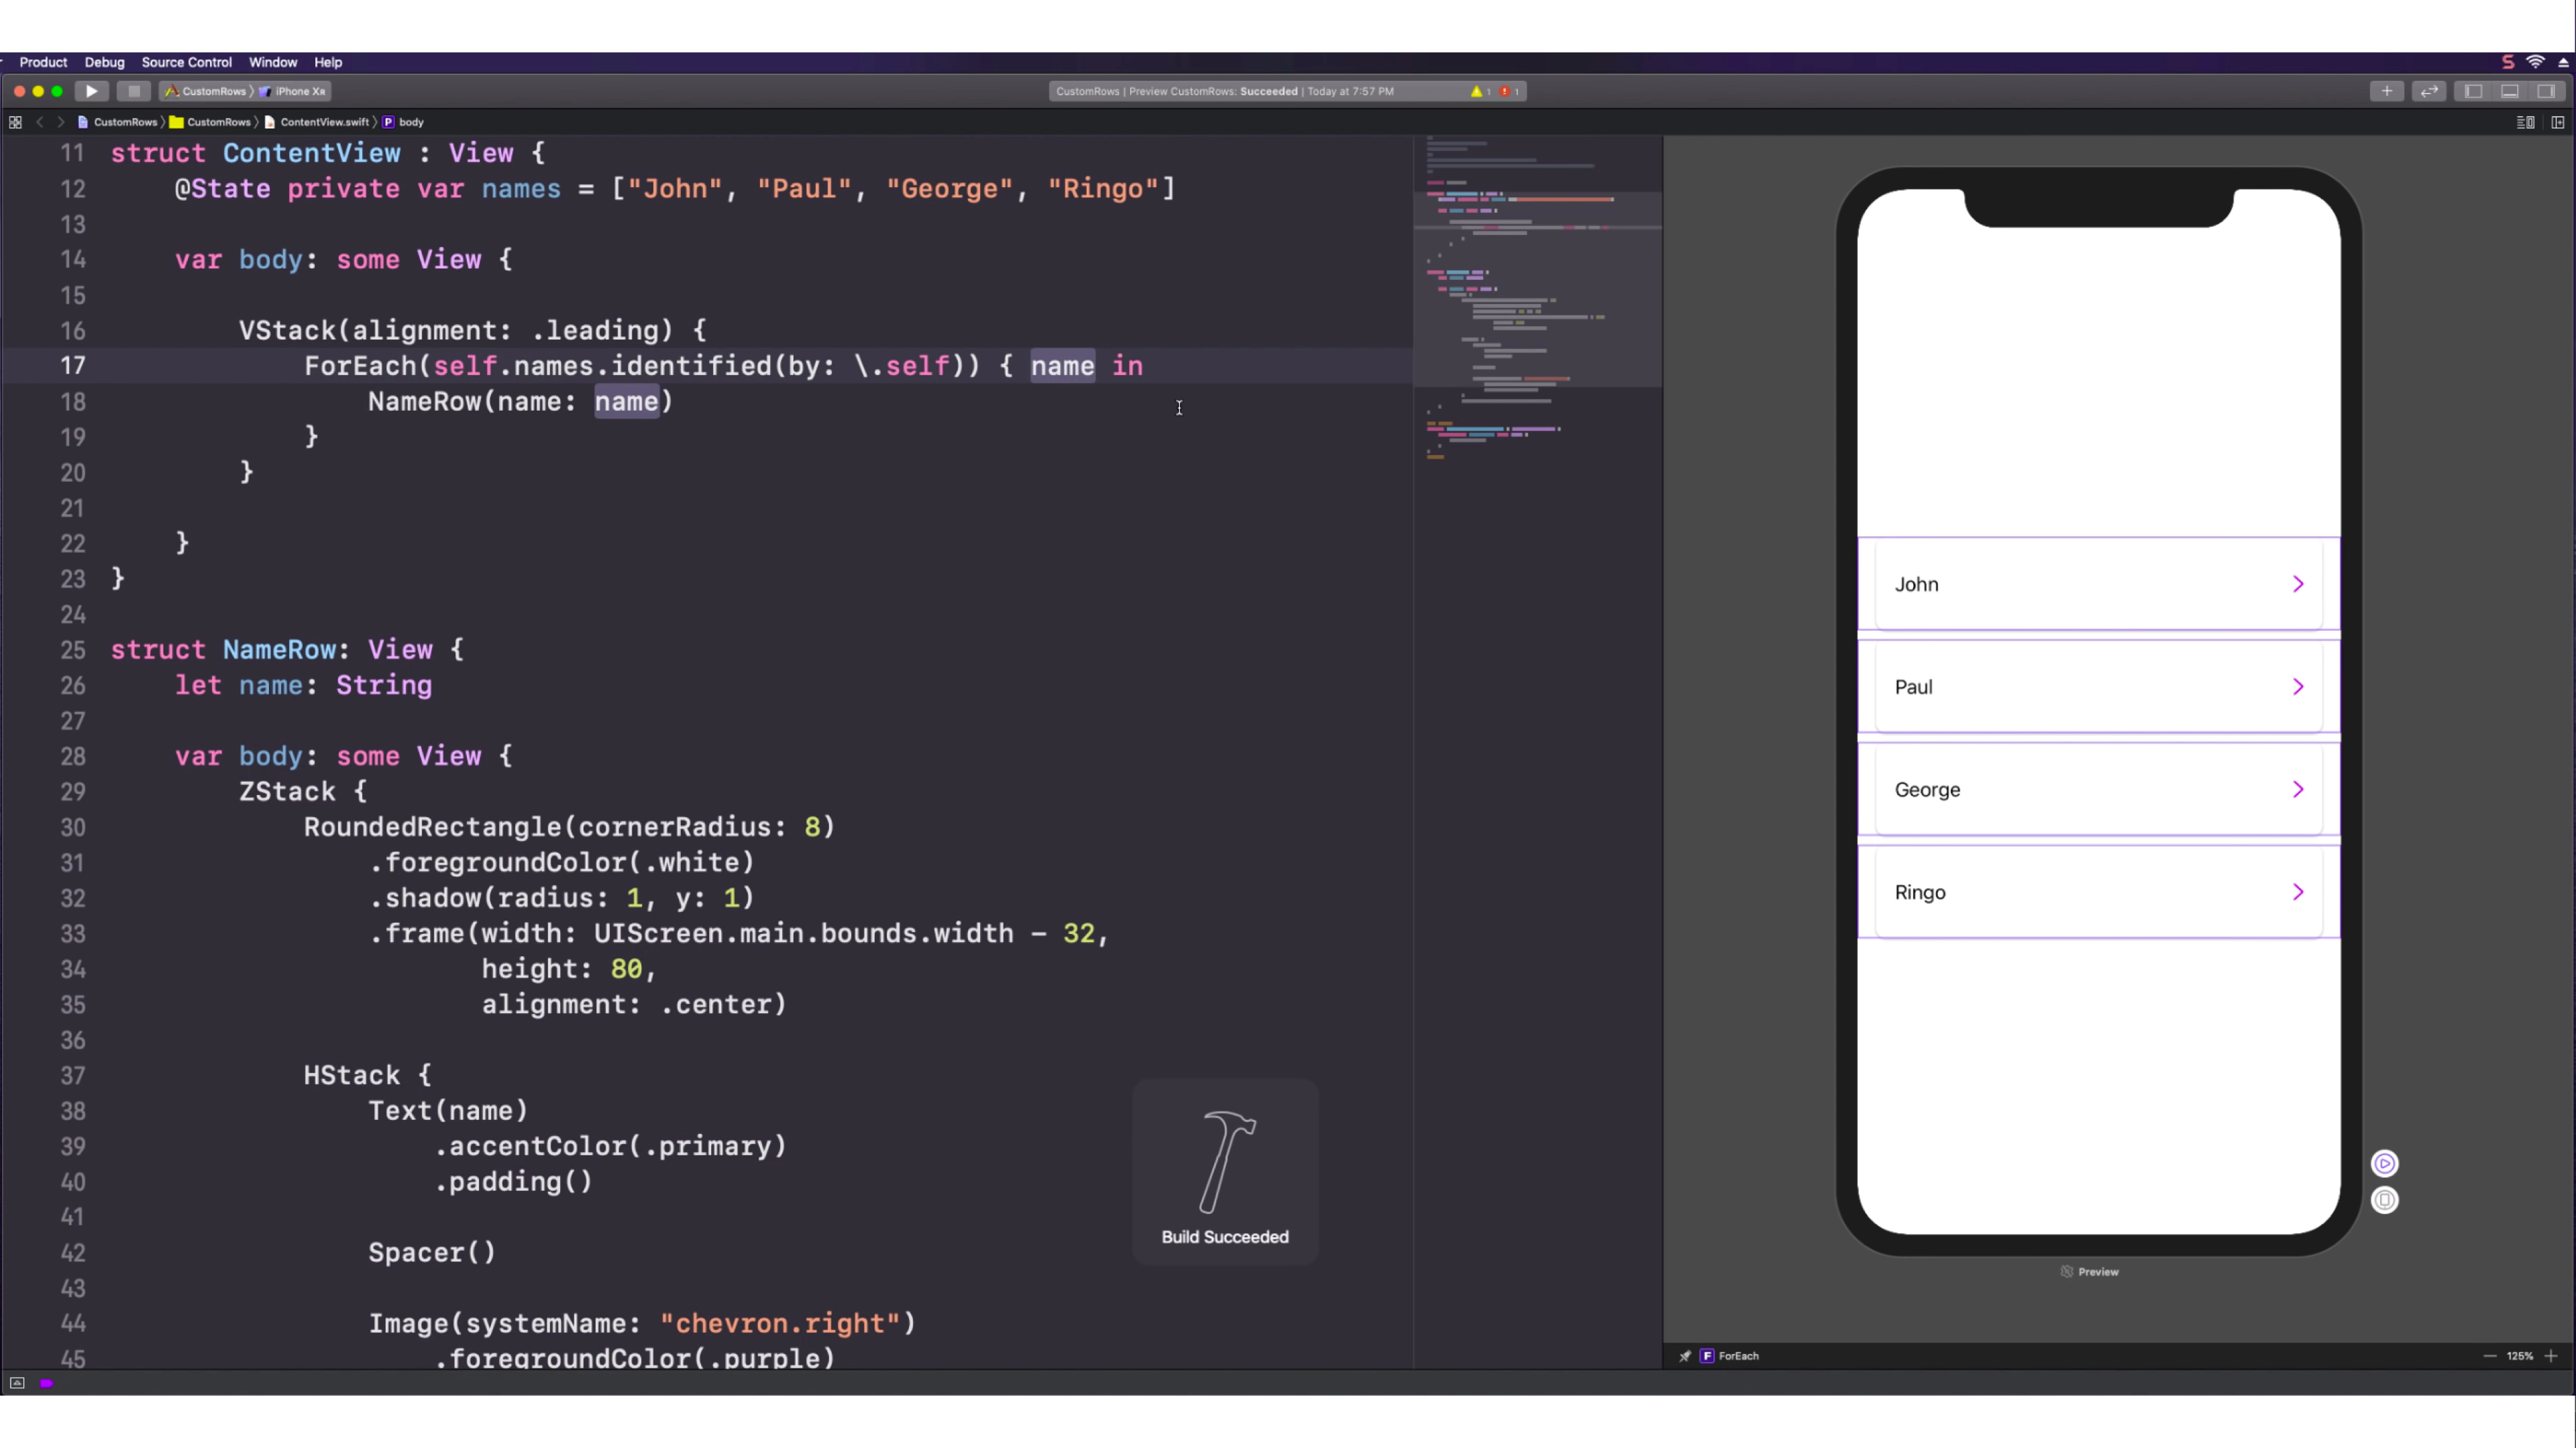 Product Debug Source Control Window Help
CustomRows iPhone XR
CustomRows | Preview CustomRows: Succeeded | Today at 7:57 PM 1 1
CustomRows CustomRows ContentView.swift P body
11 struct ContentView : View {
12 @State private var names = ["John", "Paul", "George", "Ringo"]
13
14 var body: some View {
15
16 VStack(alignment: .leading) {
17 ForEach(self.names.identified(by: \.self)) { name in
18 NameRow(name: name)
19 }
20 }
21
22 }
23 }
24
25 struct NameRow: View {
26 let name: String
27
28 var body: some View {
29 ZStack {
30 RoundedRectangle(cornerRadius: 8)
31 .foregroundColor(.white)
32 .shadow(radius: 1, y: 1)
33 .frame(width: UIScreen.main.bounds.width - 32,
34 height: 80,
35 alignment: .center)
36
37 HStack {
38 Text(name)
39 .accentColor(.primary)
40 .padding()
41
42 Spacer()
43
44 Image(systemName: "chevron.right")
45 .foregroundColor(.purple)
Build Succeeded
John
Paul
George
Ringo
Preview
F ForEach
125%